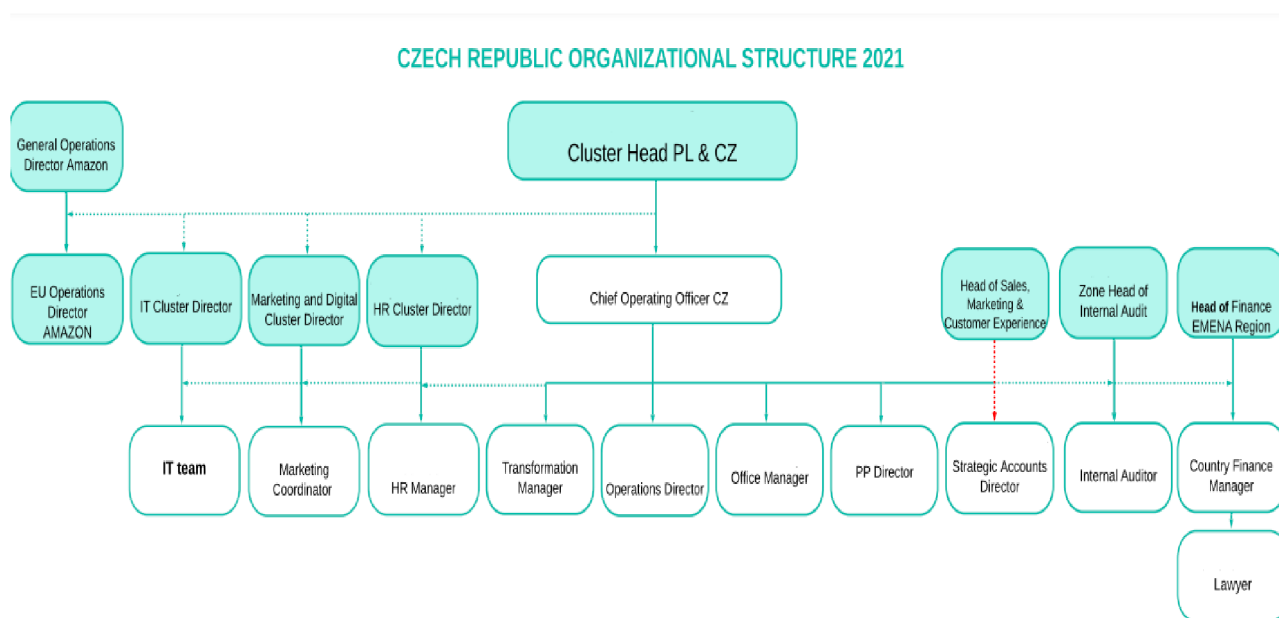 CZECH REPUBLIC ORGANIZATIONAL STRUCTURE 2021
General Operations
Director Amazon
Cluster Head PL & CZ
EU Operations
Director
AMAZON
IT Cluster Director
Marketing and Digital
Cluster Director
HR Cluster Director
Chief Operating Officer CZ
Head of Sales,
Marketing &
Customer Experience
Zone Head of
Internal Audit
Head of Finance
EMENA Region
IT team
Marketing
Coordinator
HR Manager
Transformation
Manager
Operations Director
Office Manager
PP Director
Strategic Accounts
Director
Internal Auditor
Country Finance
Manager
Lawyer